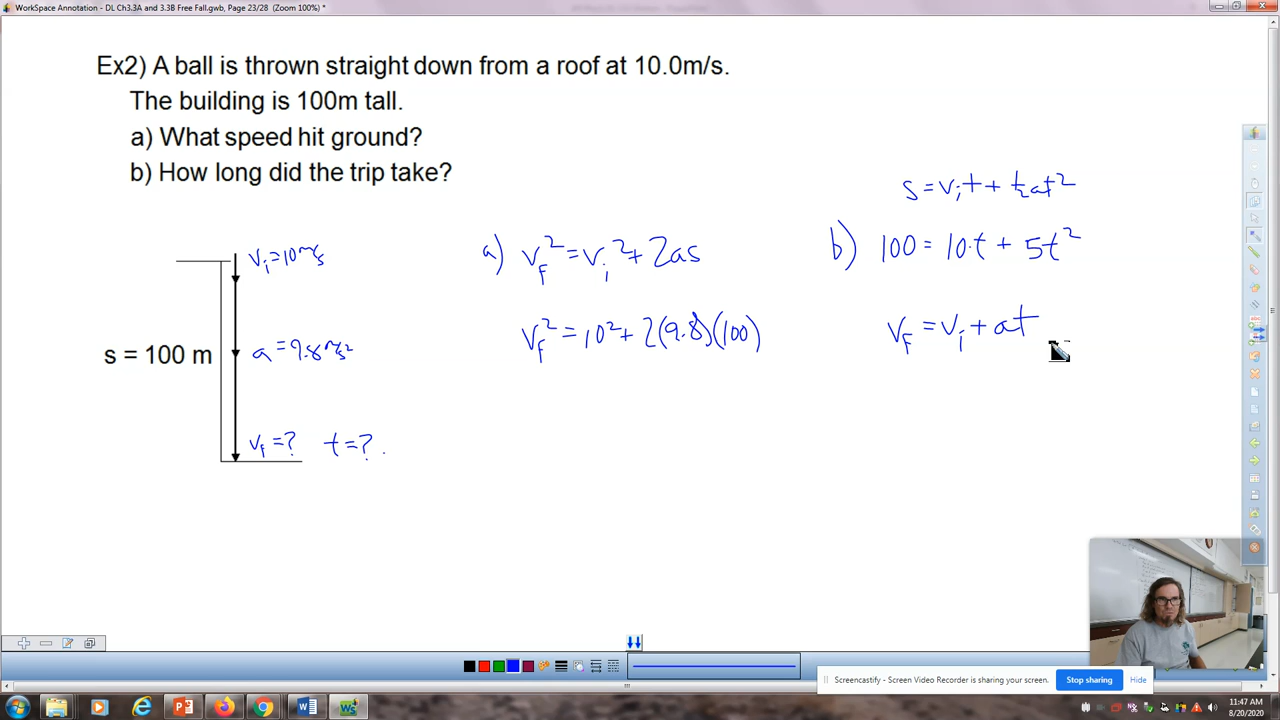 WorkSpace Annotation - DL Ch3.3A and 3.3B Free Fall.gwb, Page 23/28 (Zoom 100%) *
Ex2) A ball is thrown straight down from a roof at 10.0m/s.
The building is 100m tall.
a) What speed hit ground?
b) How long did the trip take?
s = vᵢt + ½at²
vᵢ = 10 m/s
a) v_f² = vᵢ² + 2as
b) 100 = 10·t + 5t²
s = 100 m
a = 9.8 m/s²
v_f² = 10² + 2(9.8)(100)
v_f = vᵢ + at
v_f = ? t = ?
Screencastify - Screen Video Recorder is sharing your screen.
Stop sharing
Hide
11:47 AM
8/20/2020